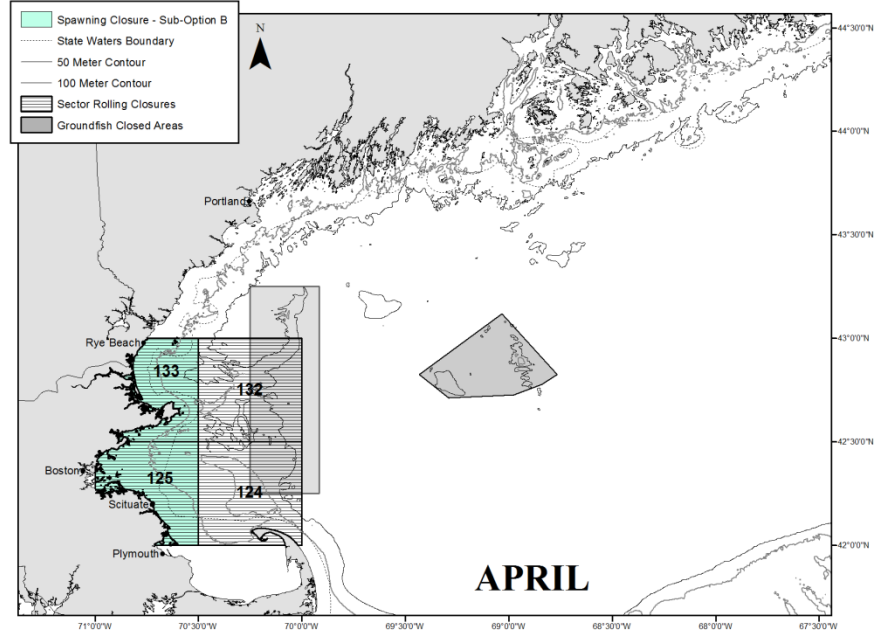 Spawning Closure - Sub-Option B
State Waters Boundary
50 Meter Contour
100 Meter Contour
Sector Rolling Closures
Groundfish Closed Areas
N
44°30'0"N
44°0'0"N
Portland
43°30'0"N
Rye Beach
43°0'0"N
133
132
42°30'0"N
Boston
125
124
Scituate
42°0'0"N
Plymouth
APRIL
71°0'0"W
70°30'0"W
70°0'0"W
69°30'0"W
69°0'0"W
68°30'0"W
68°0'0"W
67°30'0"W